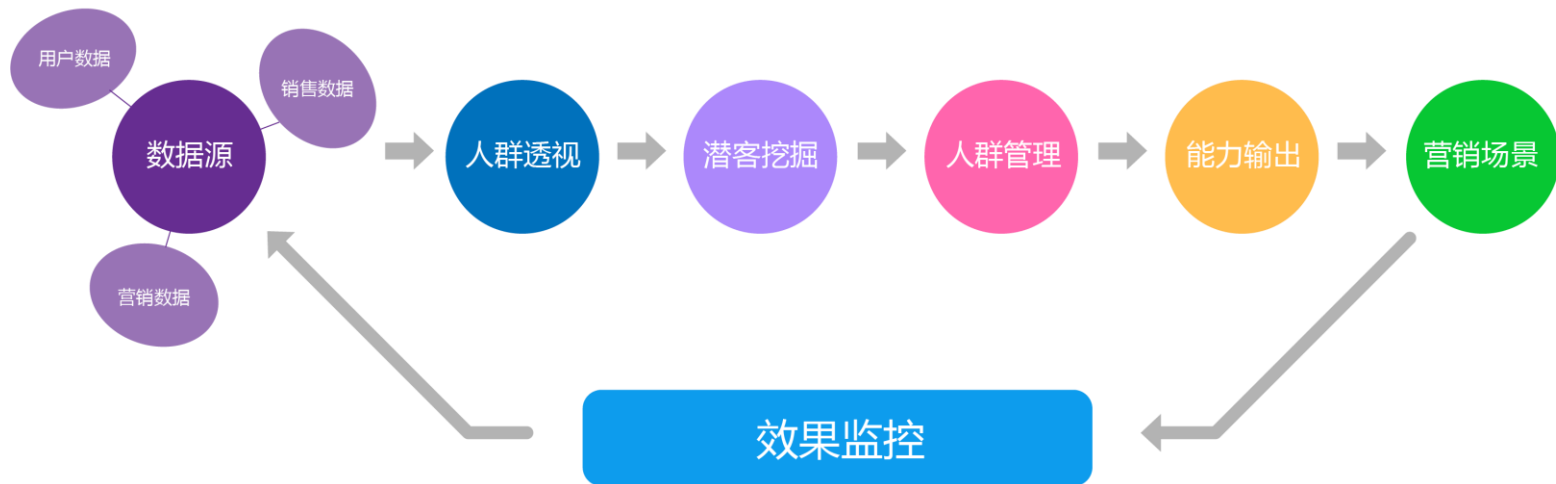 用户数据
销售数据
数据源
营销数据
人群透视
潜客挖掘
人群管理
能力输出
营销场景
效果监控